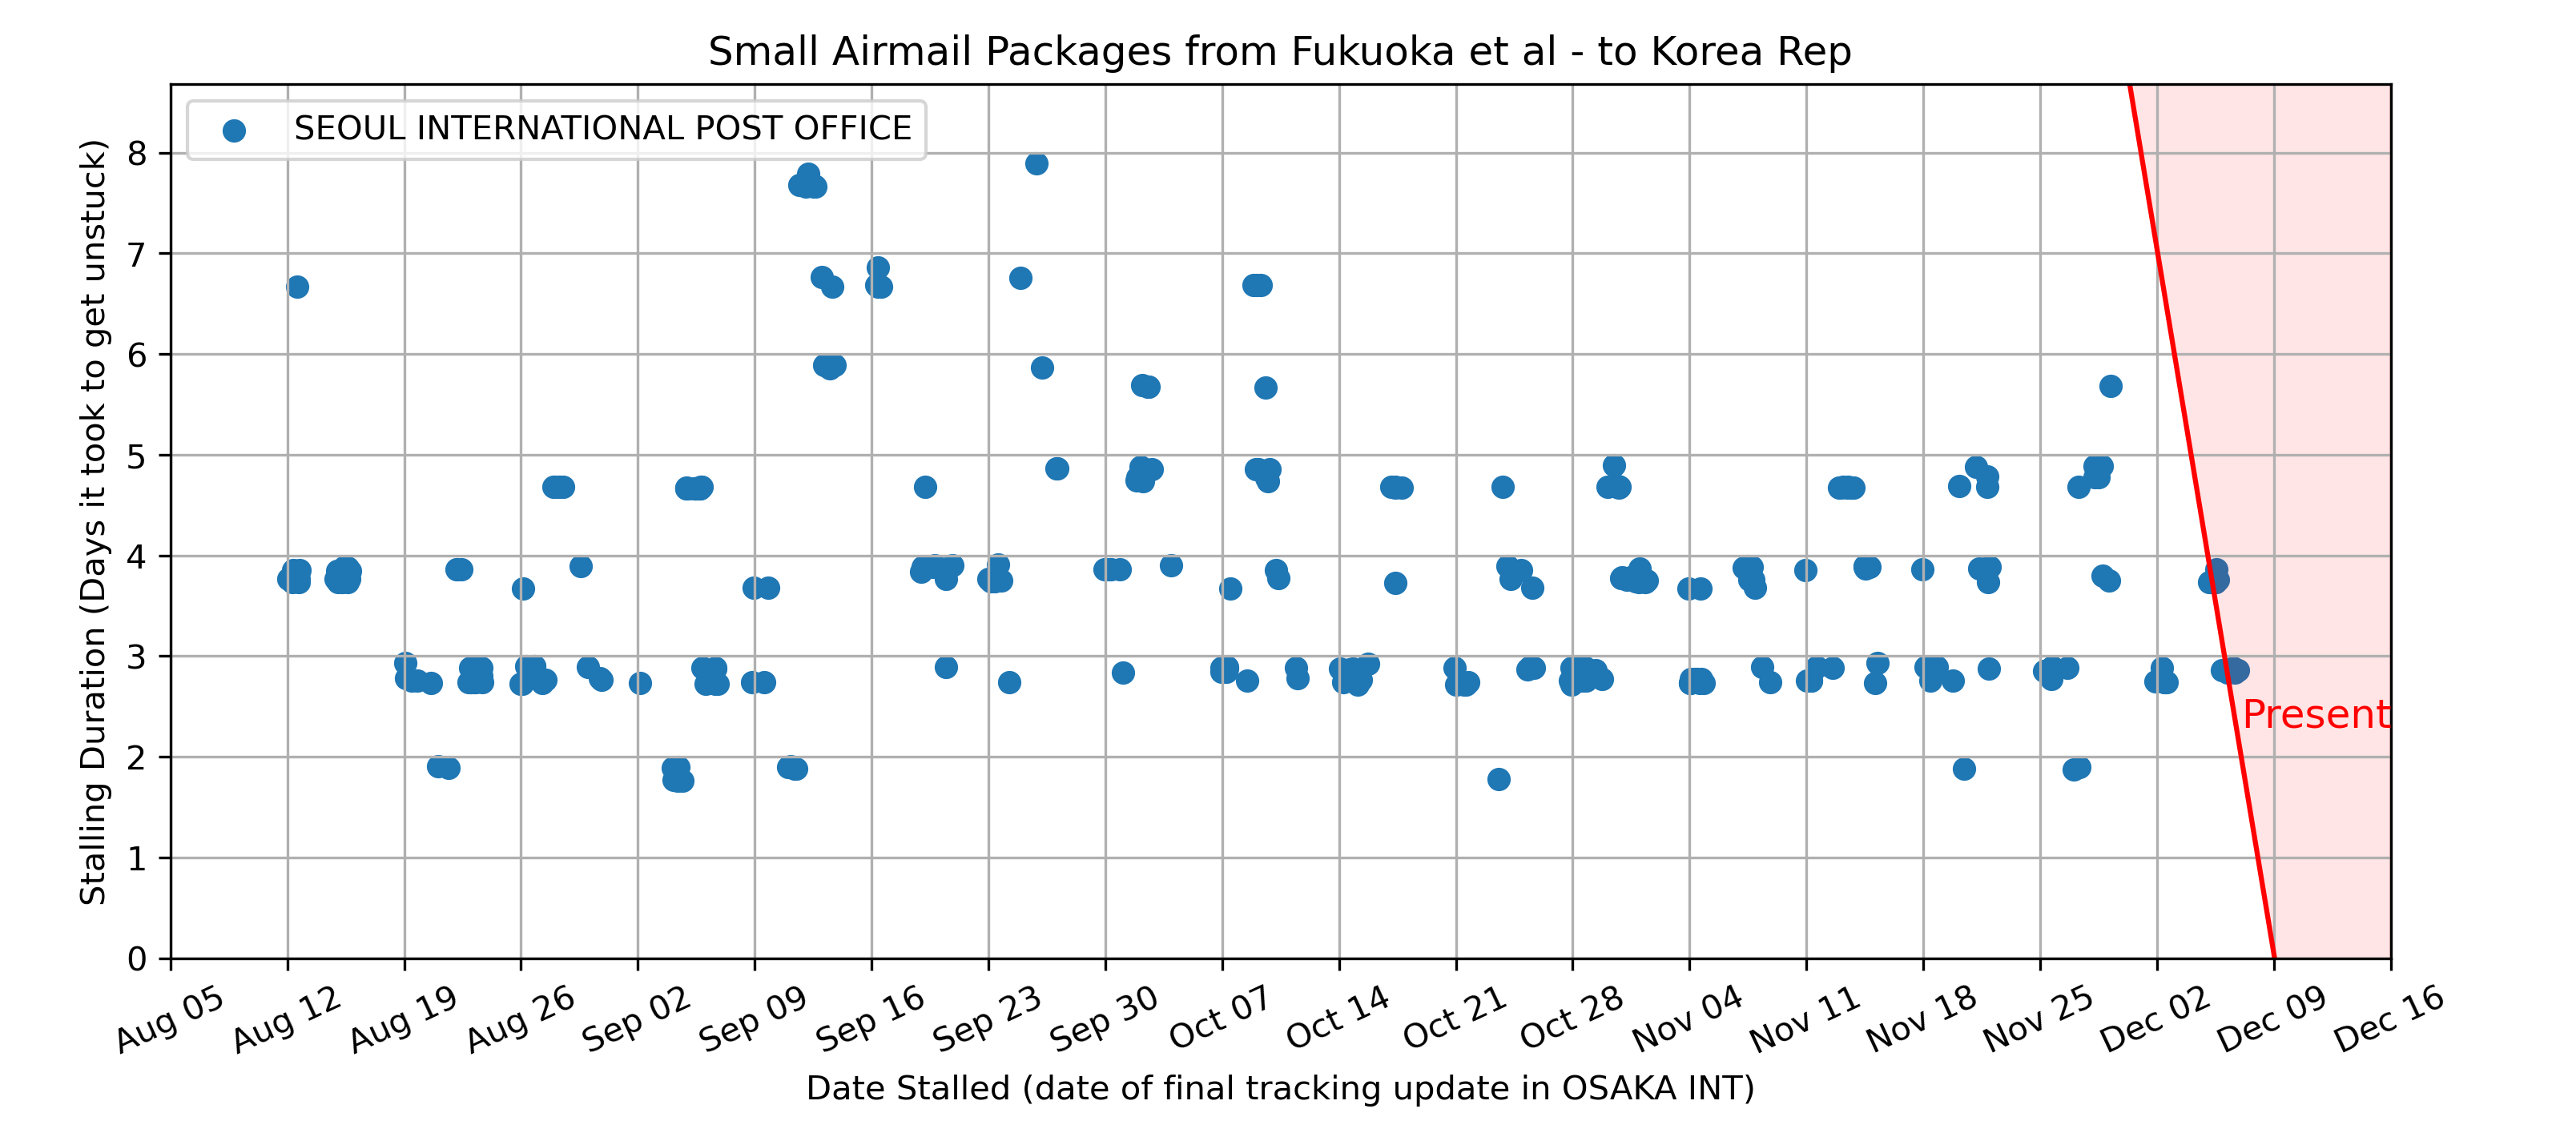 Small Airmail Packages from Fukuoka et al - to Korea Rep
SEOUL INTERNATIONAL POST OFFICE
Stalling Duration (Days it took to get unstuck)
8
7
6
5
4
3
2
1
0
Present
Aug 05
Aug 12
Aug 19
Aug 26
Sep 02
Sep 09
Sep 16
Sep 23
Sep 30
Oct 07
Oct 14
Oct 21
Oct 28
Nov 04
Nov 11
Nov 18
Nov 25
Dec 02
Dec 09
Dec 16
Date Stalled (date of final tracking update in OSAKA INT)